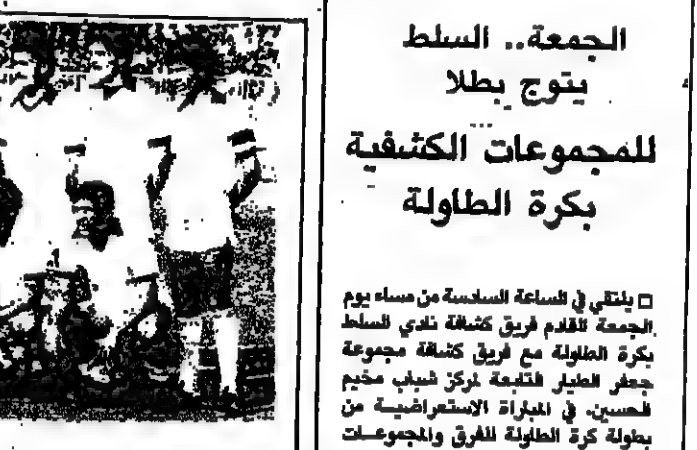 الجمعة.. السلط
يتوج بطلا
للمجموعات الكشفية
بكرة الطاولة
□ يلتقي في الساعة السادسة من مساء يوم
الجمعة القادم فريق كشافة نادي السلط
بكرة الطاولة مع فريق كشافة مجموعة
جعفر الطيار التابعة لمركز شباب مخيم
الحسين، في المباراة الاستعراضية من
بطولة كرة الطاولة للفرق والمجموعات